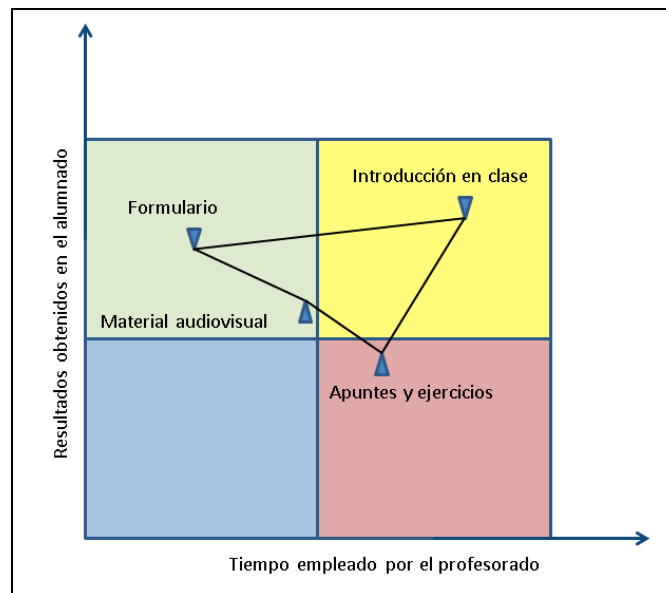 Resultados obtenidos en el alumnado
Introducción en clase
Formulario
Material audiovisual
Apuntes y ejercicios
Tiempo empleado por el profesorado